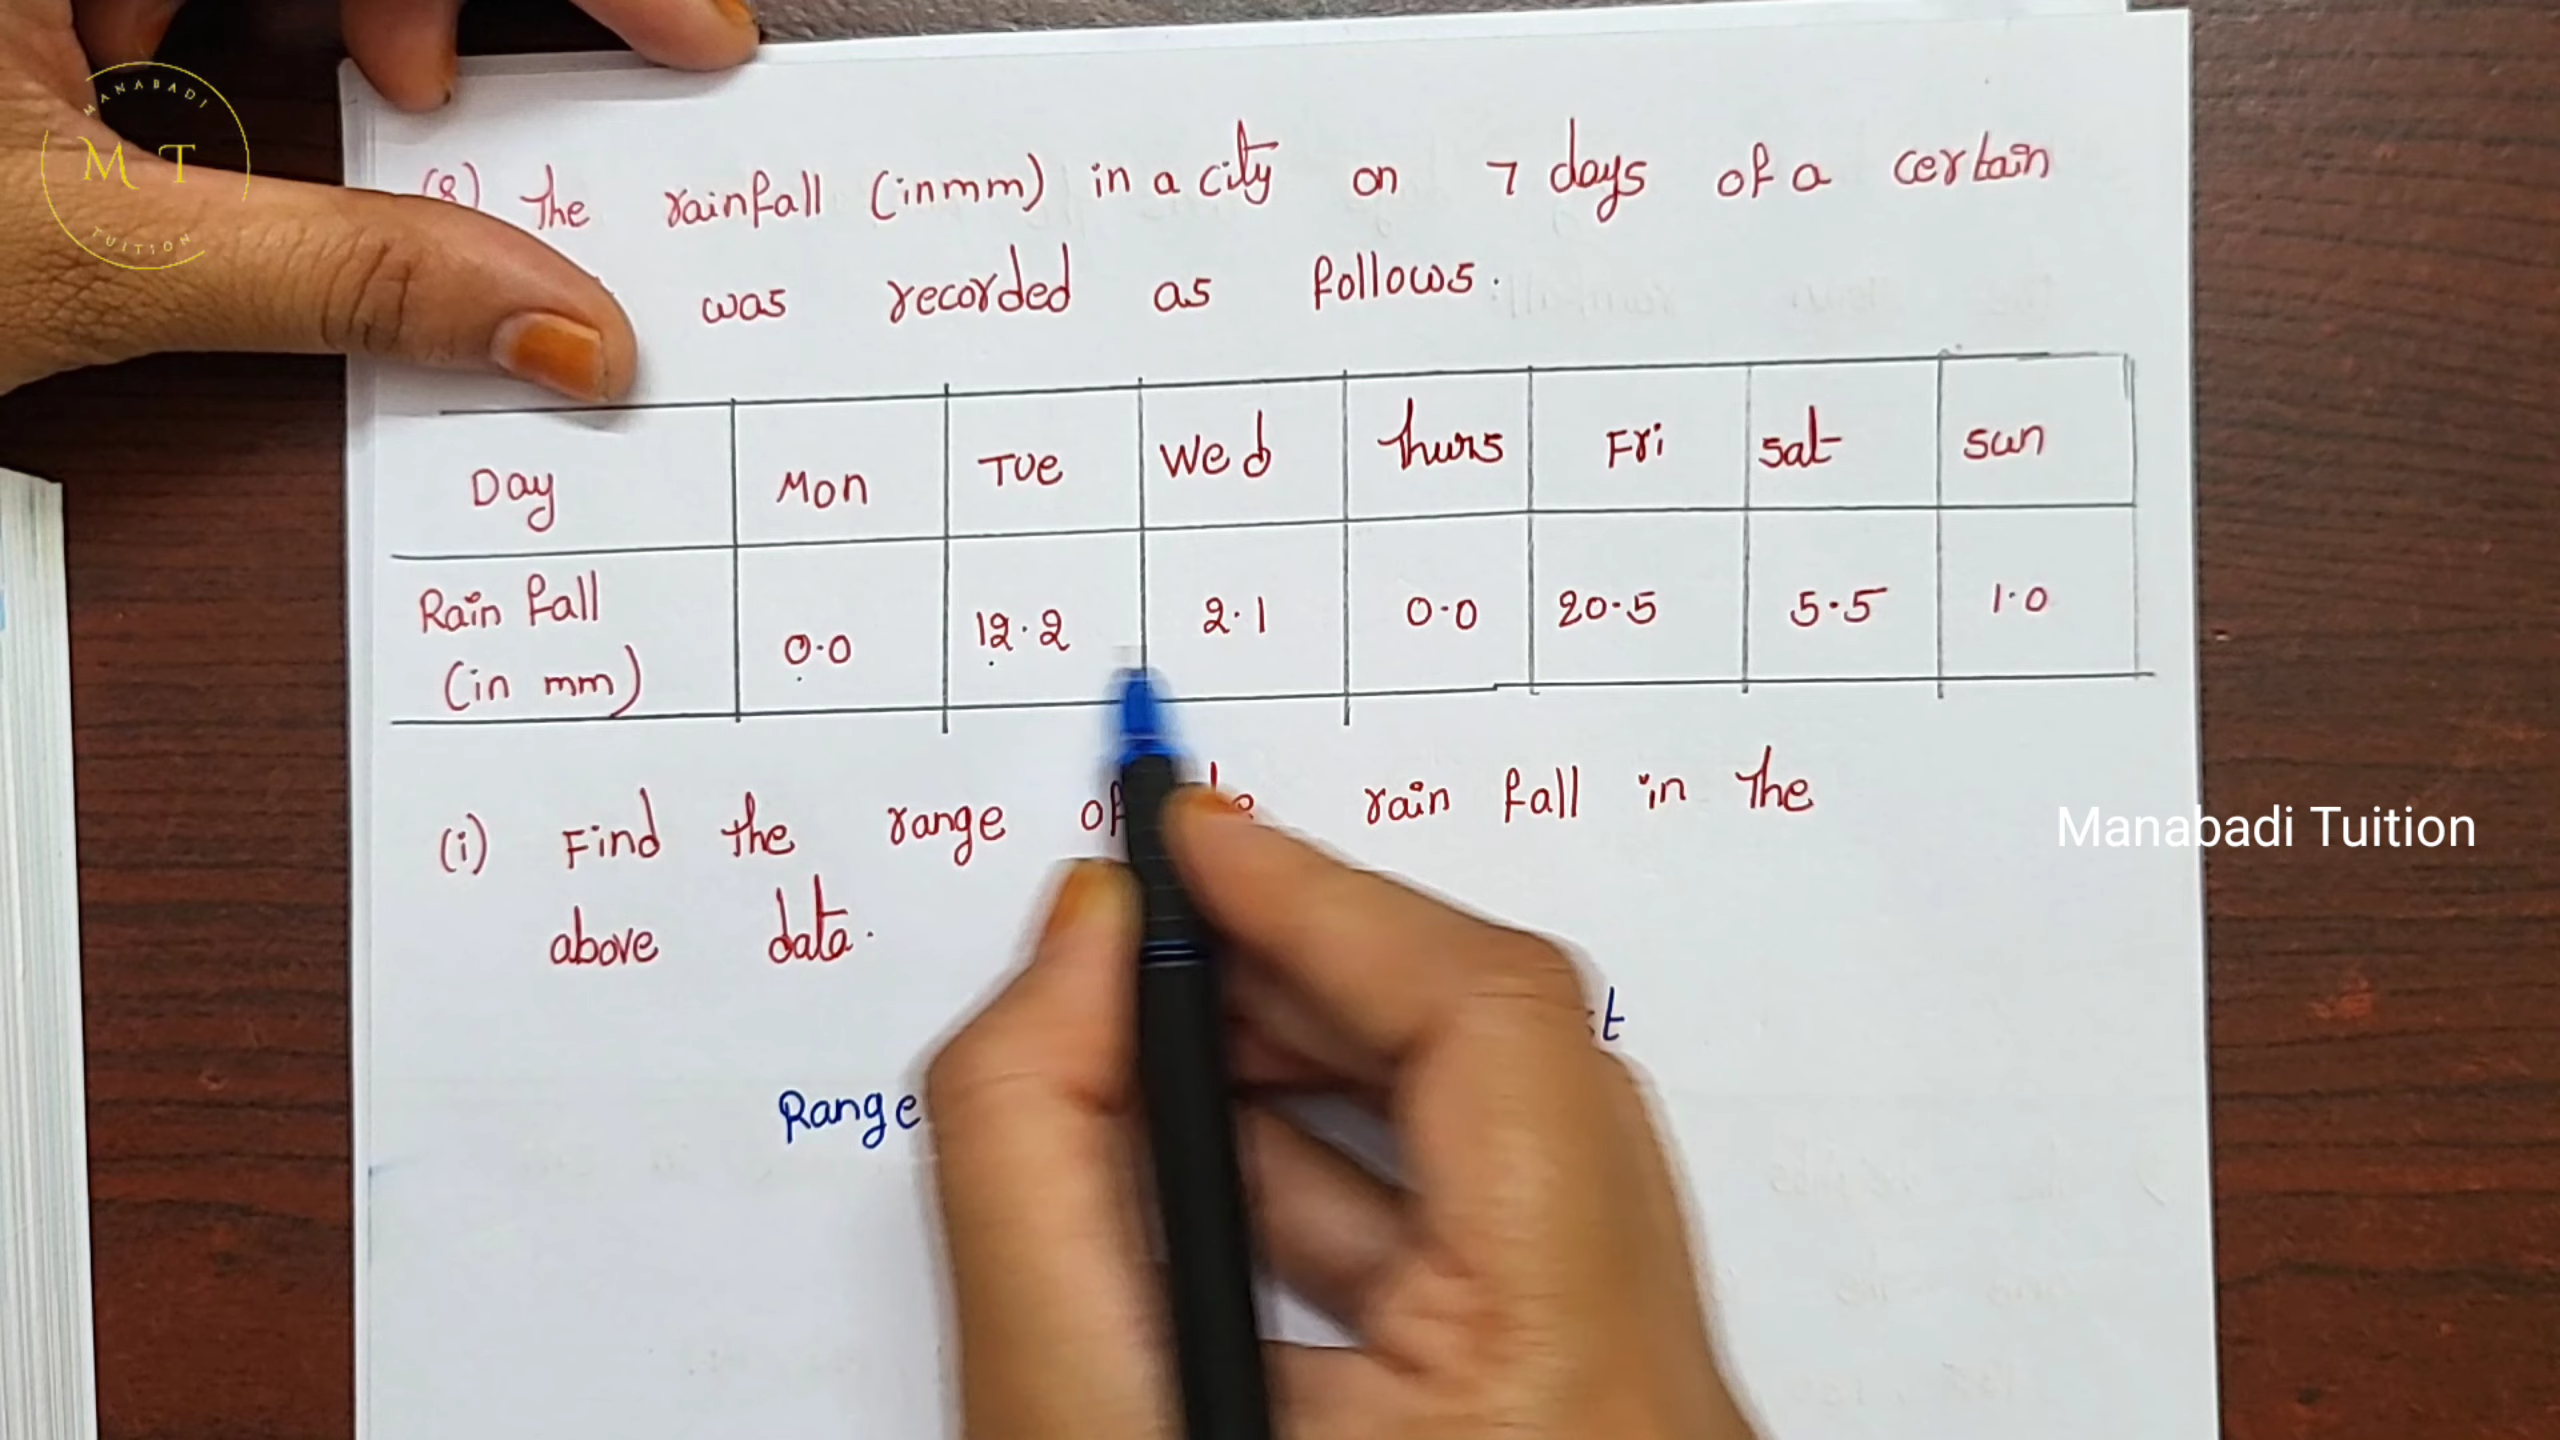 MANABADI
M T
TUITION
(8) The rainfall (in mm) in a city on 7 days of a certain
was recorded as follows.
Day Mon Tue Wed Thurs Fri Sat Sun
Rain fall (in mm) 0.0 12.2 2.1 0.0 20.5 5.5 1.0
(i) Find the range of rain fall in the
above data.
Range
Manabadi Tuition